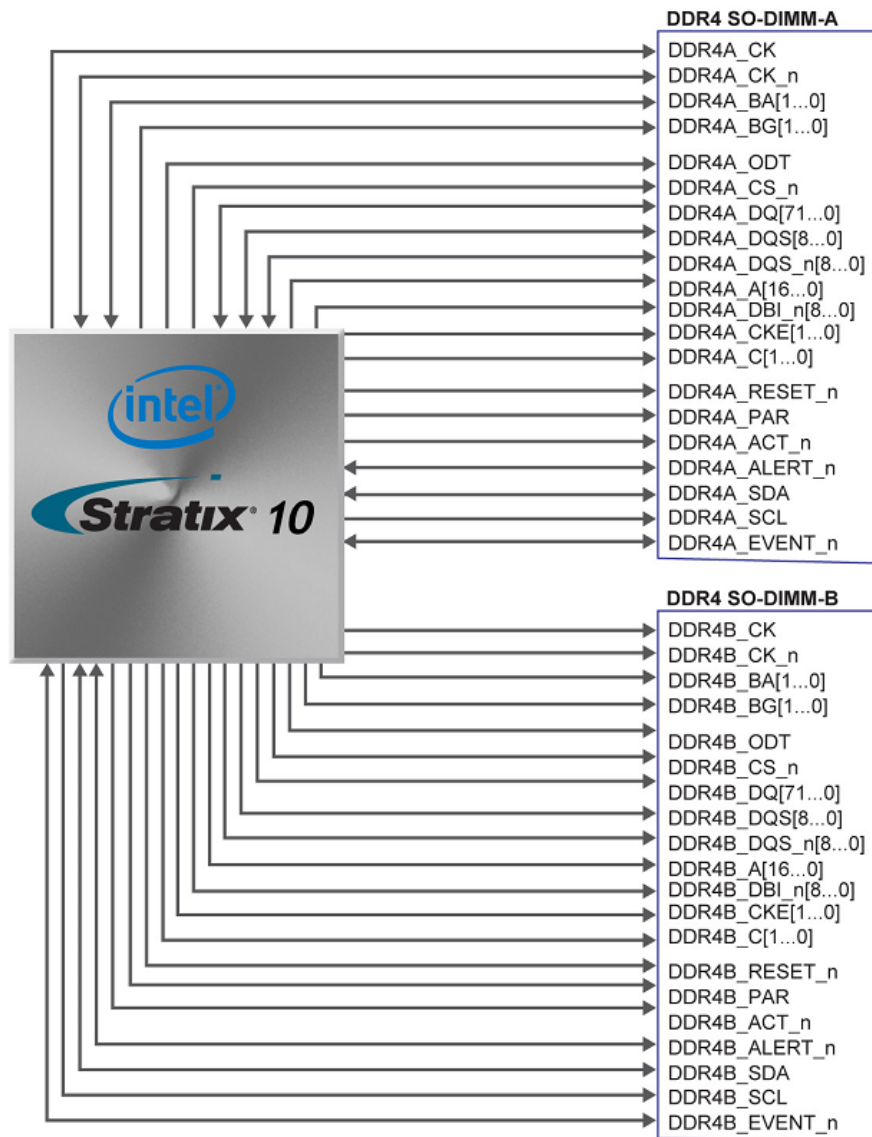 DDR4 SO-DIMM-A
DDR4A_CK
DDR4A_CK_n
DDR4A_BA[1...0]
DDR4A_BG[1...0]
DDR4A_ODT
DDR4A_CS_n
DDR4A_DQ[71...0]
DDR4A_DQS[8...0]
DDR4A_DQS_n[8...0]
DDR4A_A[16...0]
DDR4A_DBI_n[8...0]
DDR4A_CKE[1...0]
DDR4A_C[1...0]
DDR4A_RESET_n
DDR4A_PAR
DDR4A_ACT_n
DDR4A_ALERT_n
DDR4A_SDA
DDR4A_SCL
DDR4A_EVENT_n
intel®
Stratix® 10
DDR4 SO-DIMM-B
DDR4B_CK
DDR4B_CK_n
DDR4B_BA[1...0]
DDR4B_BG[1...0]
DDR4B_ODT
DDR4B_CS_n
DDR4B_DQ[71...0]
DDR4B_DQS[8...0]
DDR4B_DQS_n[8...0]
DDR4B_A[16...0]
DDR4B_DBI_n[8...0]
DDR4B_CKE[1...0]
DDR4B_C[1...0]
DDR4B_RESET_n
DDR4B_PAR
DDR4B_ACT_n
DDR4B_ALERT_n
DDR4B_SDA
DDR4B_SCL
DDR4B_EVENT_n